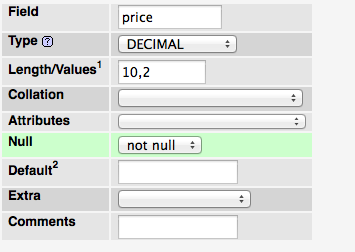 Field price
Type ? DECIMAL
Length/Values1 10,2
Collation
Attributes
Null not null
Default2
Extra
Comments